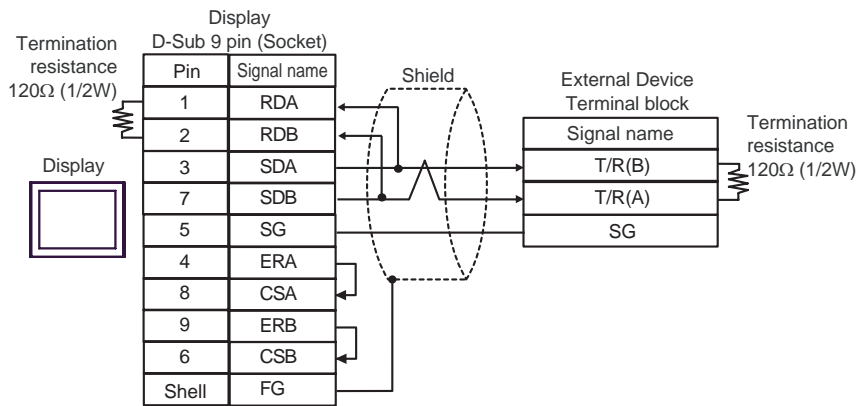 Display
D-Sub 9 pin (Socket)
Termination
resistance
120Ω (1/2W)
Pin Signal name
1 RDA
2 RDB
3 SDA
7 SDB
5 SG
4 ERA
8 CSA
9 ERB
6 CSB
Shell FG
Display
Shield
External Device
Terminal block
Signal name
T/R(B)
T/R(A)
SG
Termination
resistance
120Ω (1/2W)